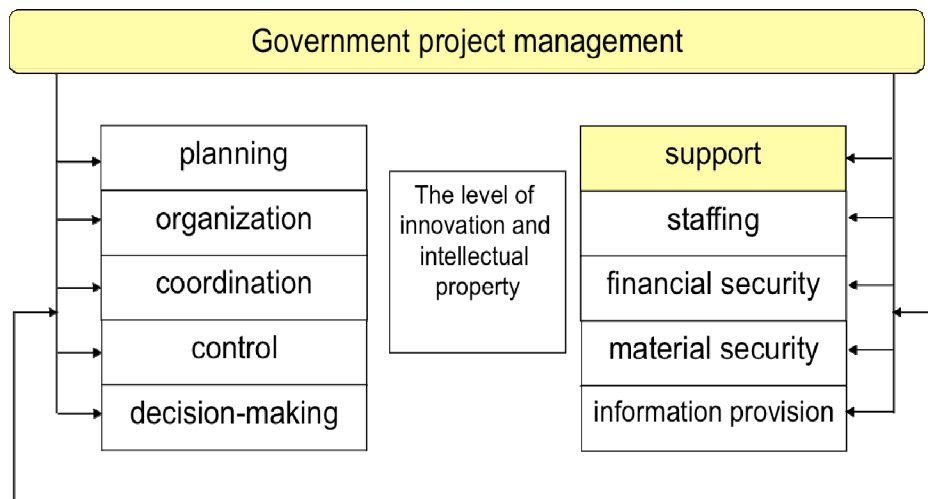 Government project management
planning
organization
coordination
control
decision-making
The level of
innovation and
intellectual
property
support
staffing
financial security
material security
information provision